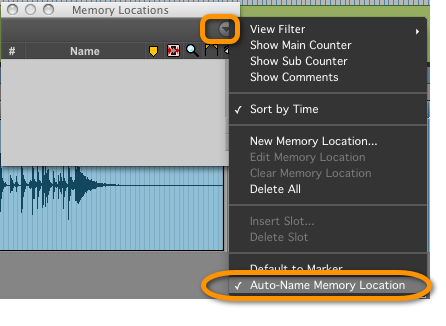 Memory Locations
# Name
View Filter
Show Main Counter
Show Sub Counter
Show Comments
✓ Sort by Time
New Memory Location...
Edit Memory Location
Clear Memory Location
Delete All
Insert Slot...
Delete Slot
Default to Marker
✓ Auto-Name Memory Location